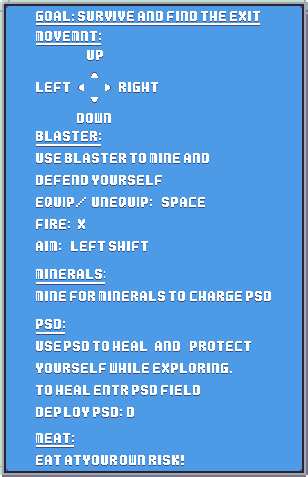 GOAL: SURVIVE AND FIND THE EXIT
MOVEMNT:
UP
LEFT RIGHT
DOWN
BLASTER:
USE BLASTER TO MINE AND
DEFEND YOURSELF
EQUIP/ UNEQUIP: SPACE
FIRE: X
AIM: LEFT SHIFT
MINERALS:
MINE FOR MINERALS TO CHARGE PSD
PSD:
USE PSD TO HEAL AND PROTECT
YOURSELF WHILE EXPLORING.
TO HEAL ENTR PSD FIELD
DEPLOY PSD: D
MEAT:
EAT AT YOUR OWN RISK!